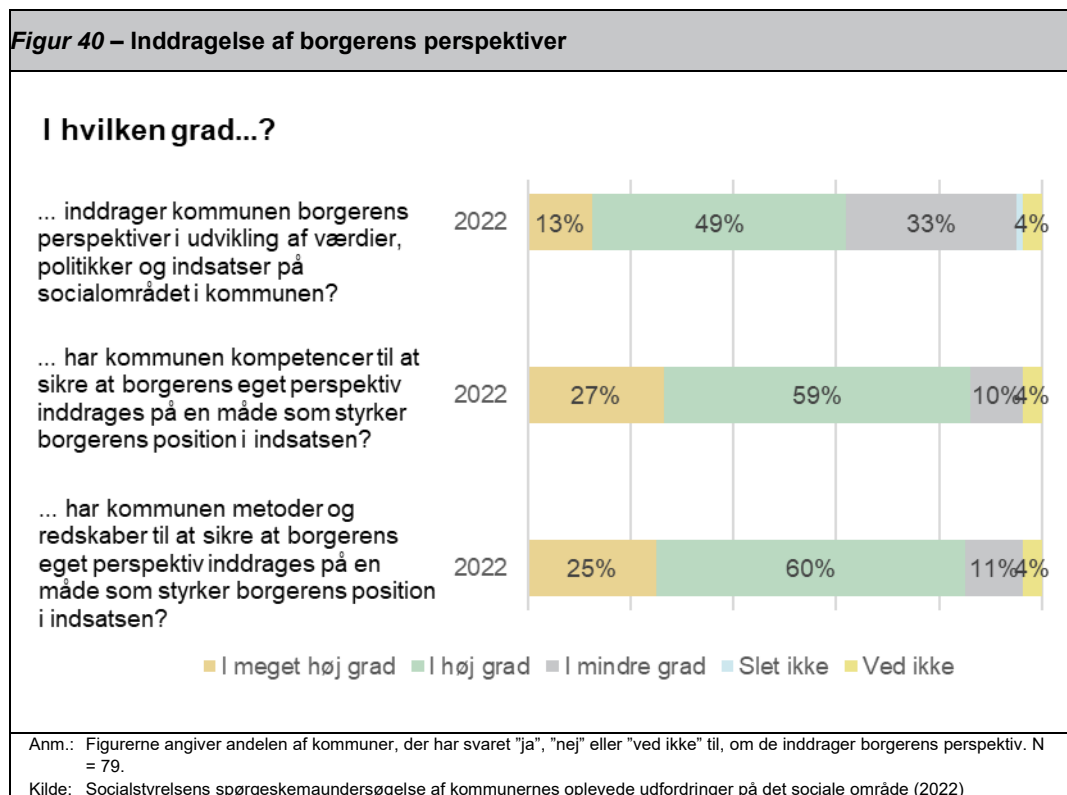 Figur 40 – Inddragelse af borgerens perspektiver
I hvilken grad...?
... inddrager kommunen borgerens
perspektiver i udvikling af værdier,
politikker og indsatser på
socialområdet i kommunen?
2022
13%
49%
33%
4%
... har kommunen kompetencer til at
sikre at borgerens eget perspektiv
inddrages på en måde som styrker
borgerens position i indsatsen?
2022
27%
59%
10%
4%
... har kommunen metoder og
redskaber til at sikre at borgerens
eget perspektiv inddrages på en
måde som styrker borgerens position
i indsatsen?
2022
25%
60%
11%
4%
I meget høj grad I høj grad I mindre grad Slet ikke Ved ikke
Anm.: Figurerne angiver andelen af kommuner, der har svaret ”ja”, ”nej” eller ”ved ikke” til, om de inddrager borgerens perspektiv. N
= 79.
Kilde: Socialstyrelsens spørgeskemaundersøgelse af kommunernes oplevede udfordringer på det sociale område (2022)